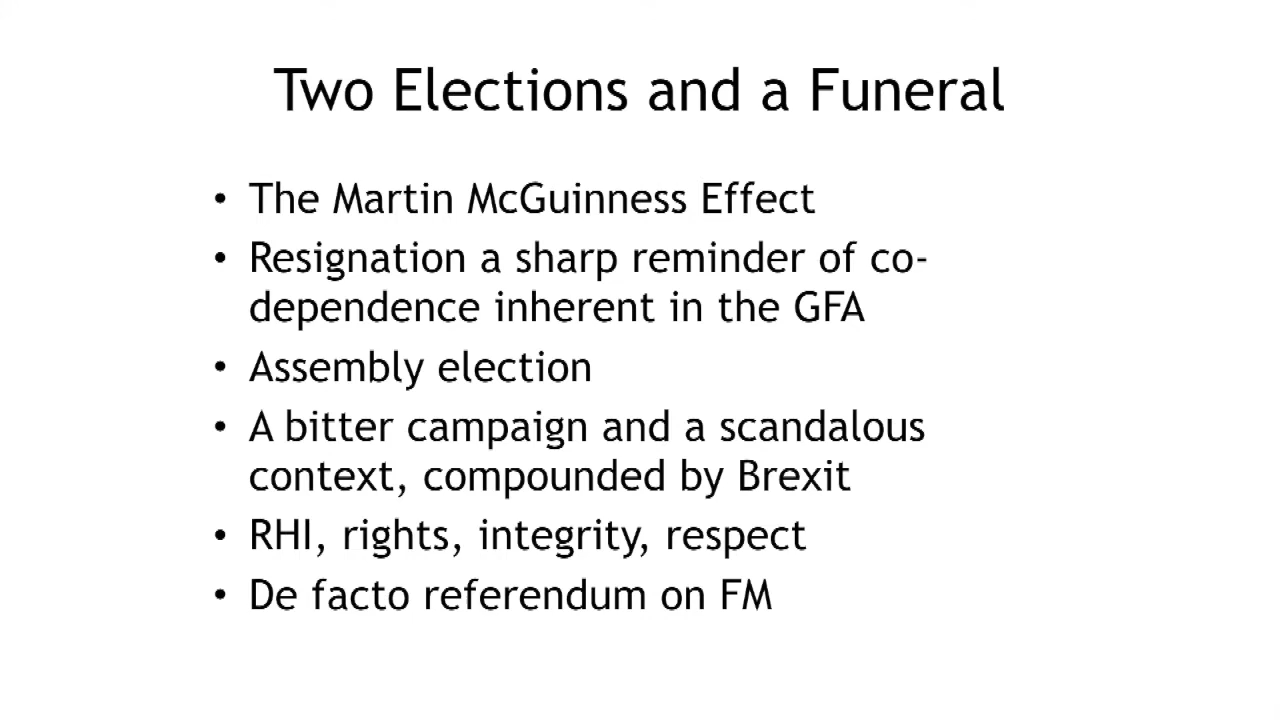 Two Elections and a Funeral
• The Martin McGuinness Effect
• Resignation a sharp reminder of co-
dependence inherent in the GFA
• Assembly election
• A bitter campaign and a scandalous
context, compounded by Brexit
• RHI, rights, integrity, respect
• De facto referendum on FM